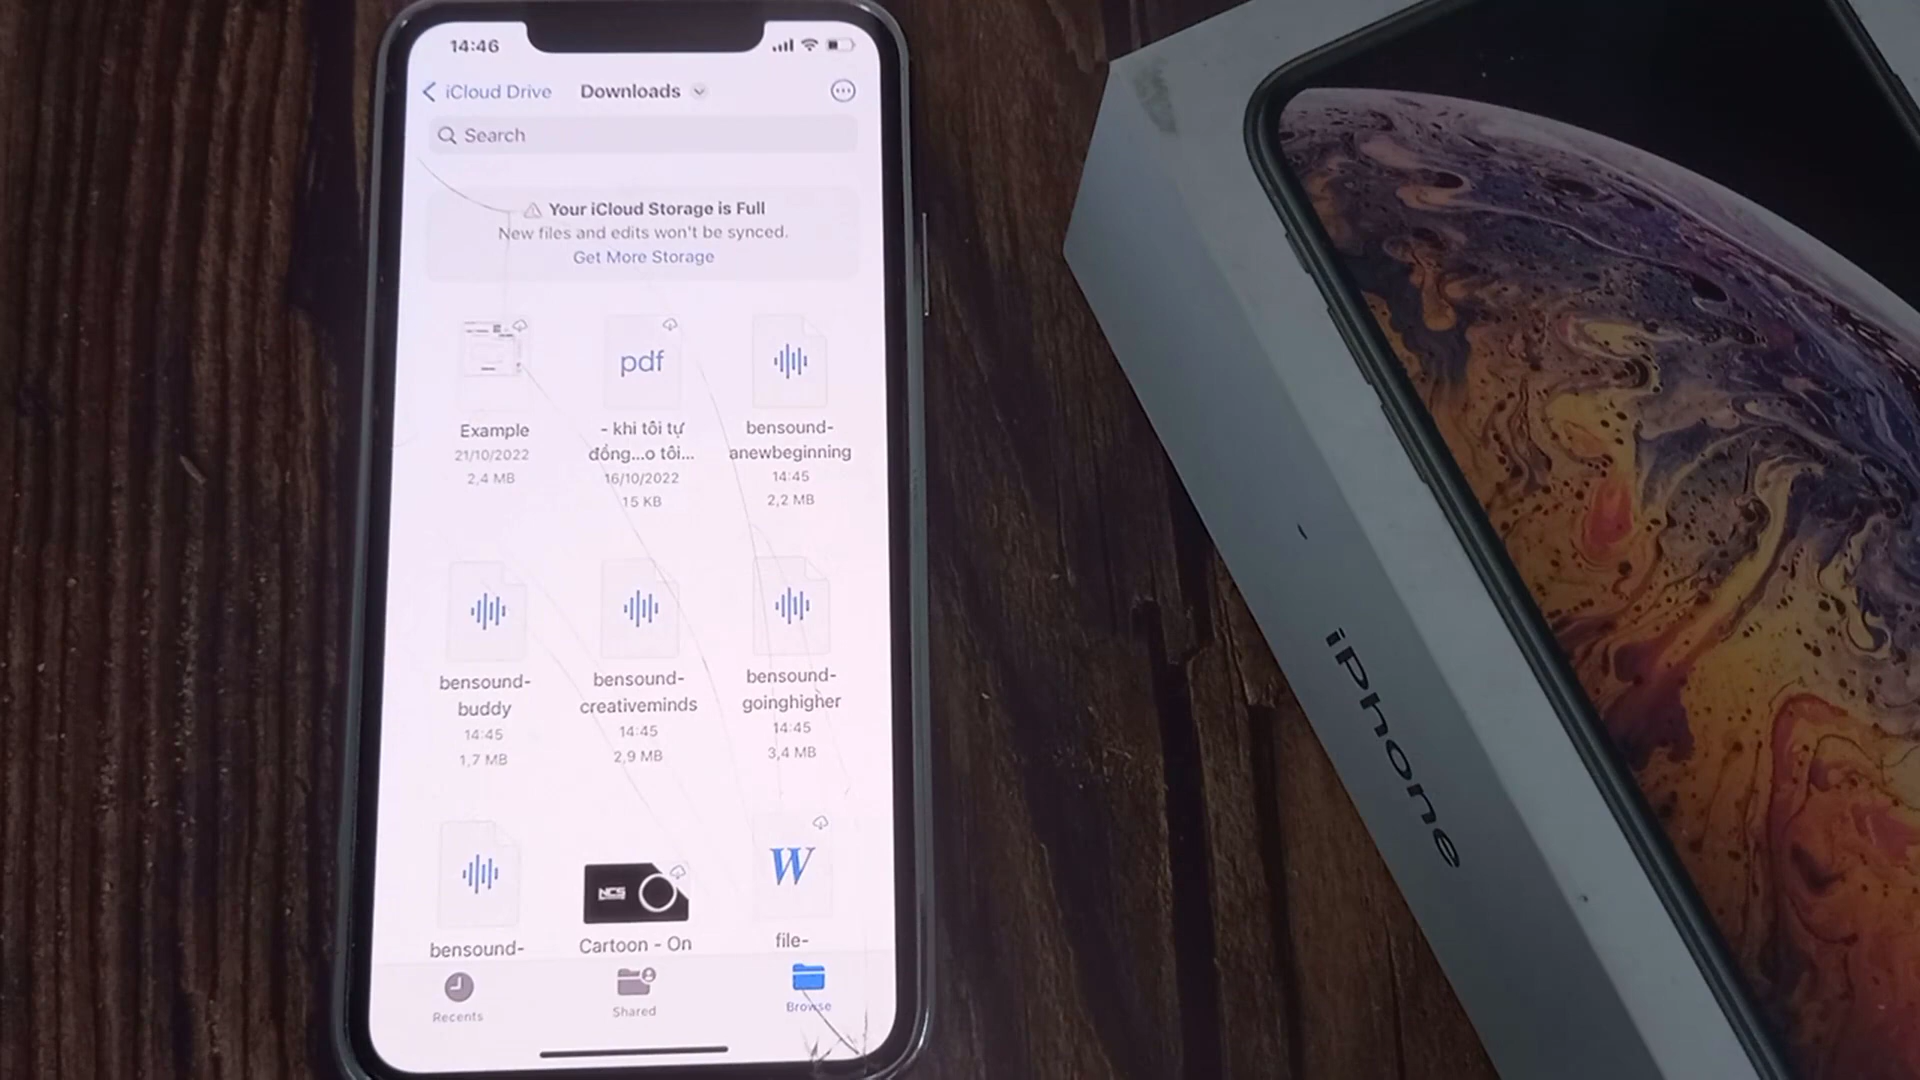 14:46
iCloud Drive
Downloads
Search
Your iCloud Storage is Full
New files and edits won't be synced.
Get More Storage
pdf
Example
21/10/2022
2,4 MB
- khi tôi tự
đồng...o tôi...
16/10/2022
15 KB
bensound-
anewbeginning
14:45
2,2 MB
bensound-
buddy
14:45
1,7 MB
bensound-
creativeminds
14:45
2,9 MB
bensound-
goinghigher
14:45
3,4 MB
bensound-
NCS
Cartoon - On
W
file-
Recents
Shared
Browse
iPhone